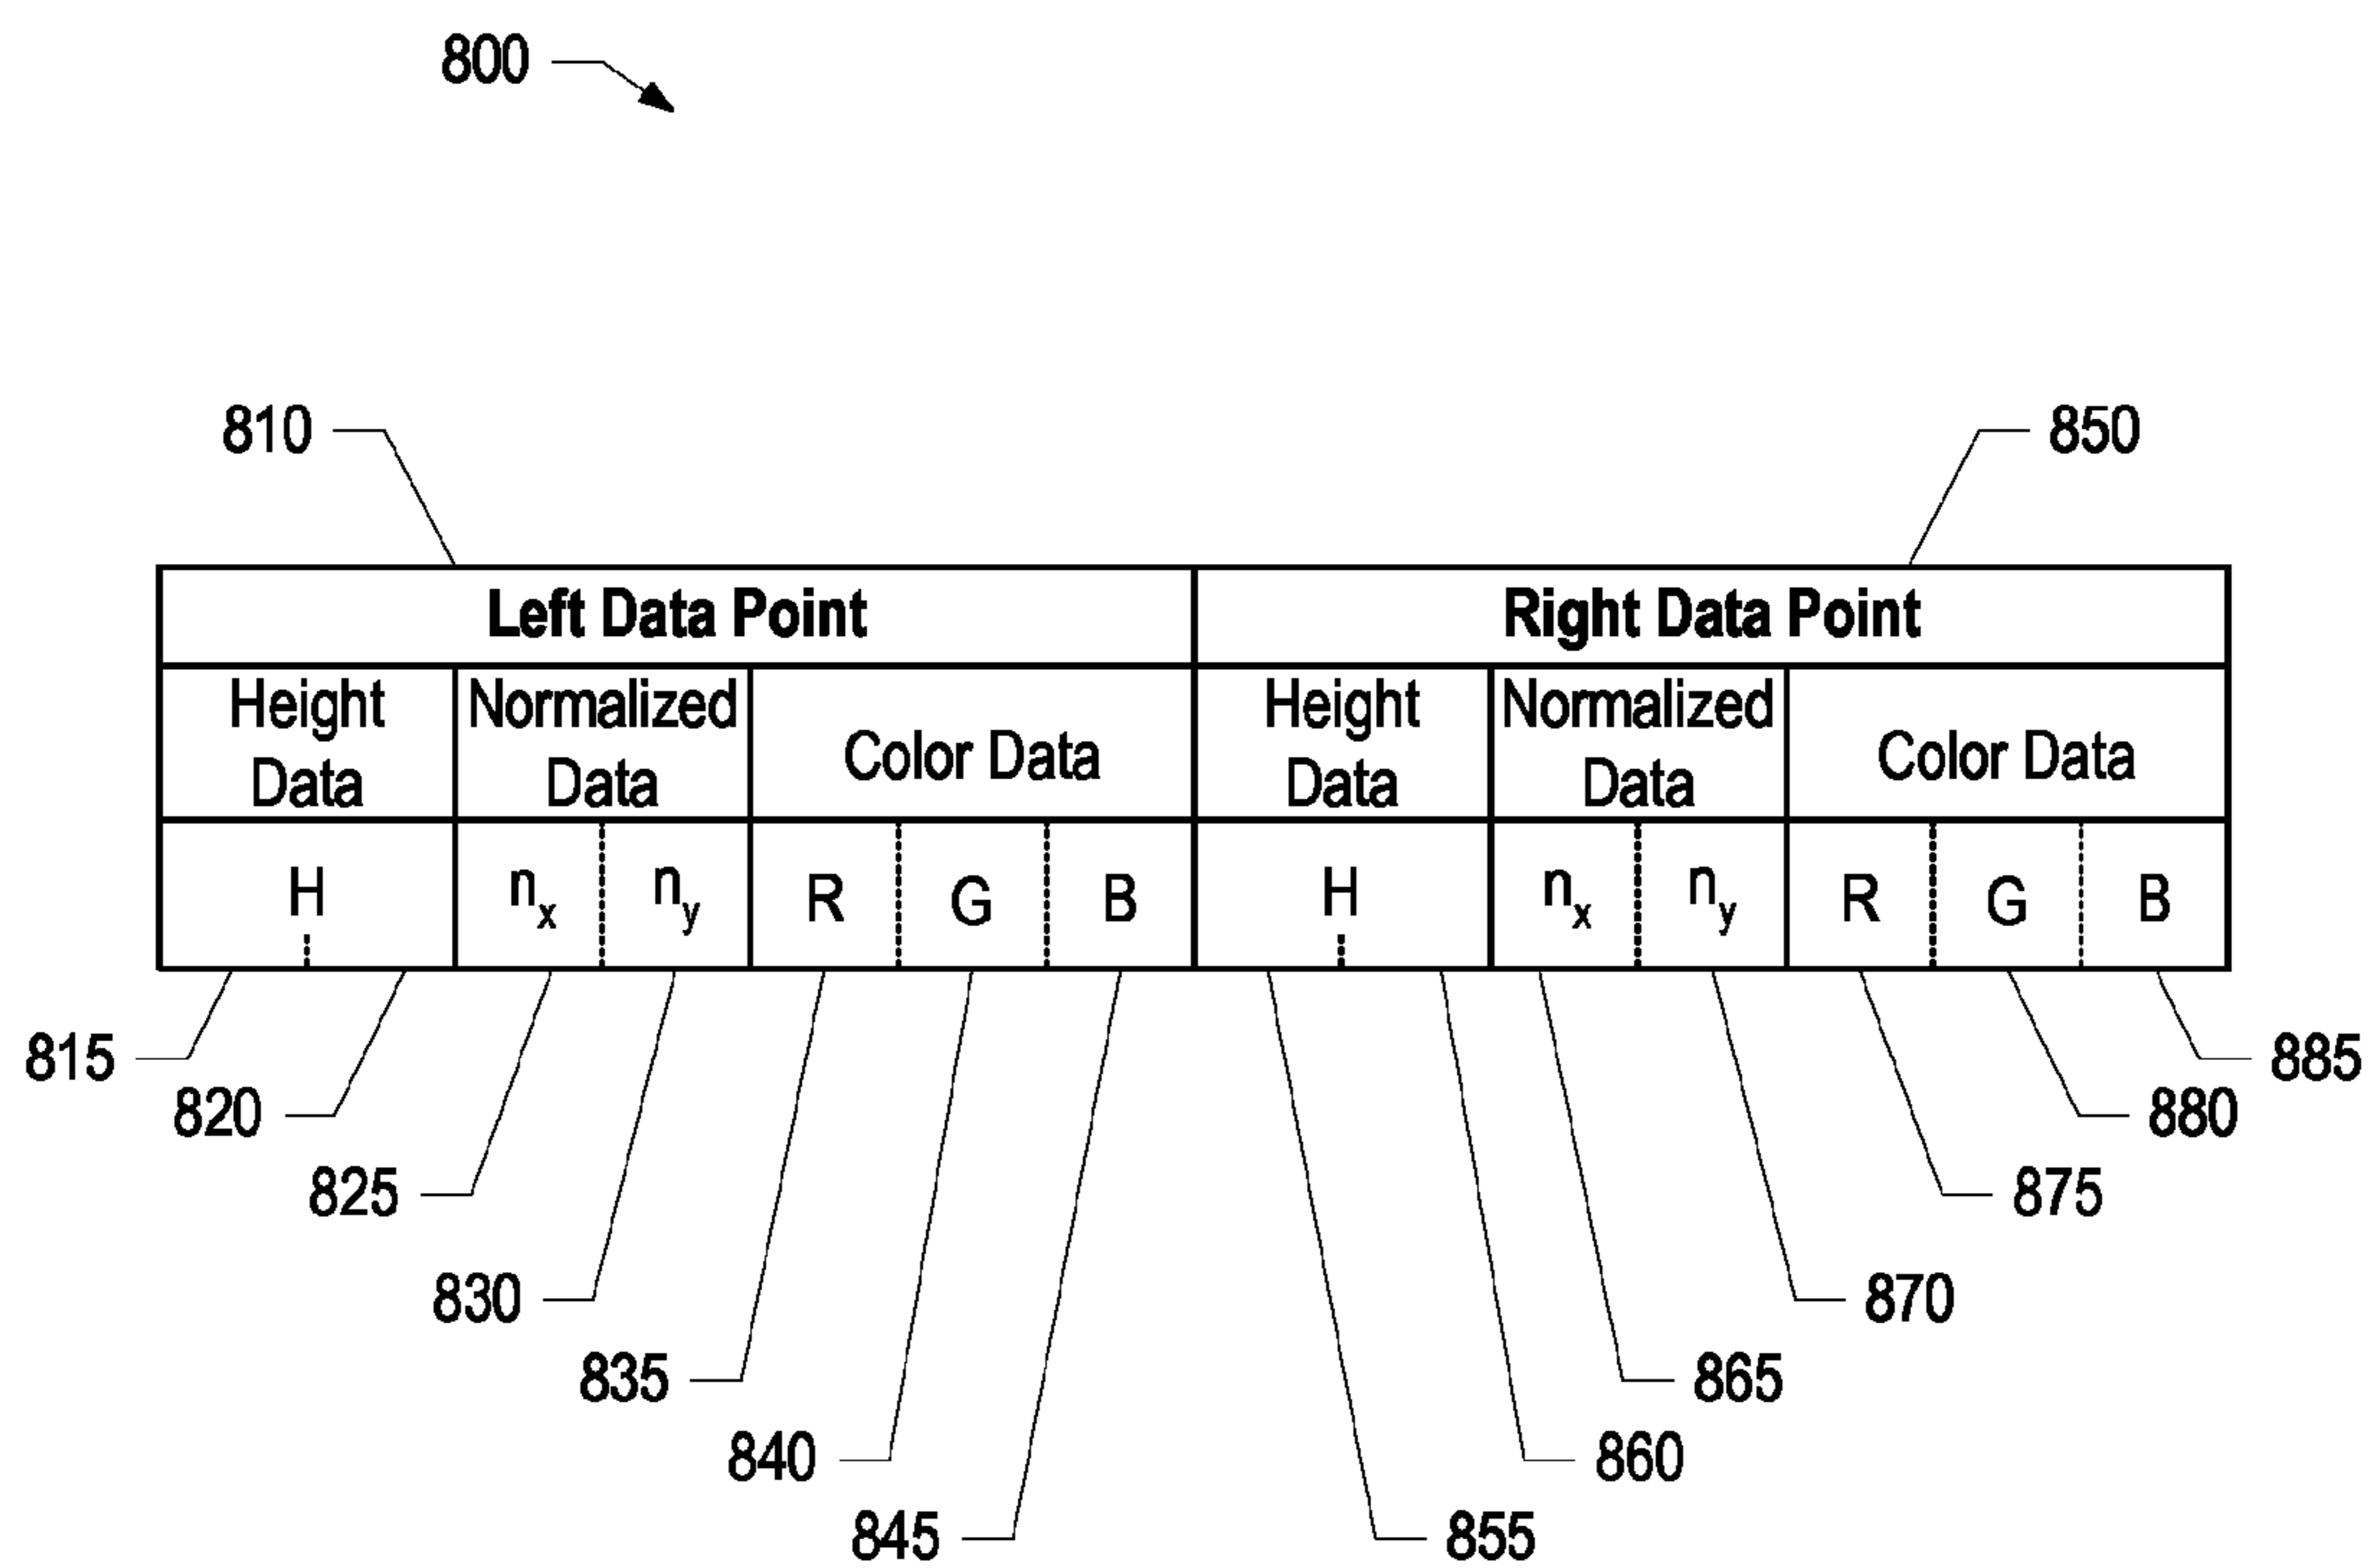 800
810
850
Left Data Point
Right Data Point
Height Data
Normalized Data
Color Data
Height Data
Normalized Data
Color Data
H
nx
ny
R
G
B
H
nx
ny
R
G
B
815
885
820
880
825
875
830
870
835
865
840
860
845
855